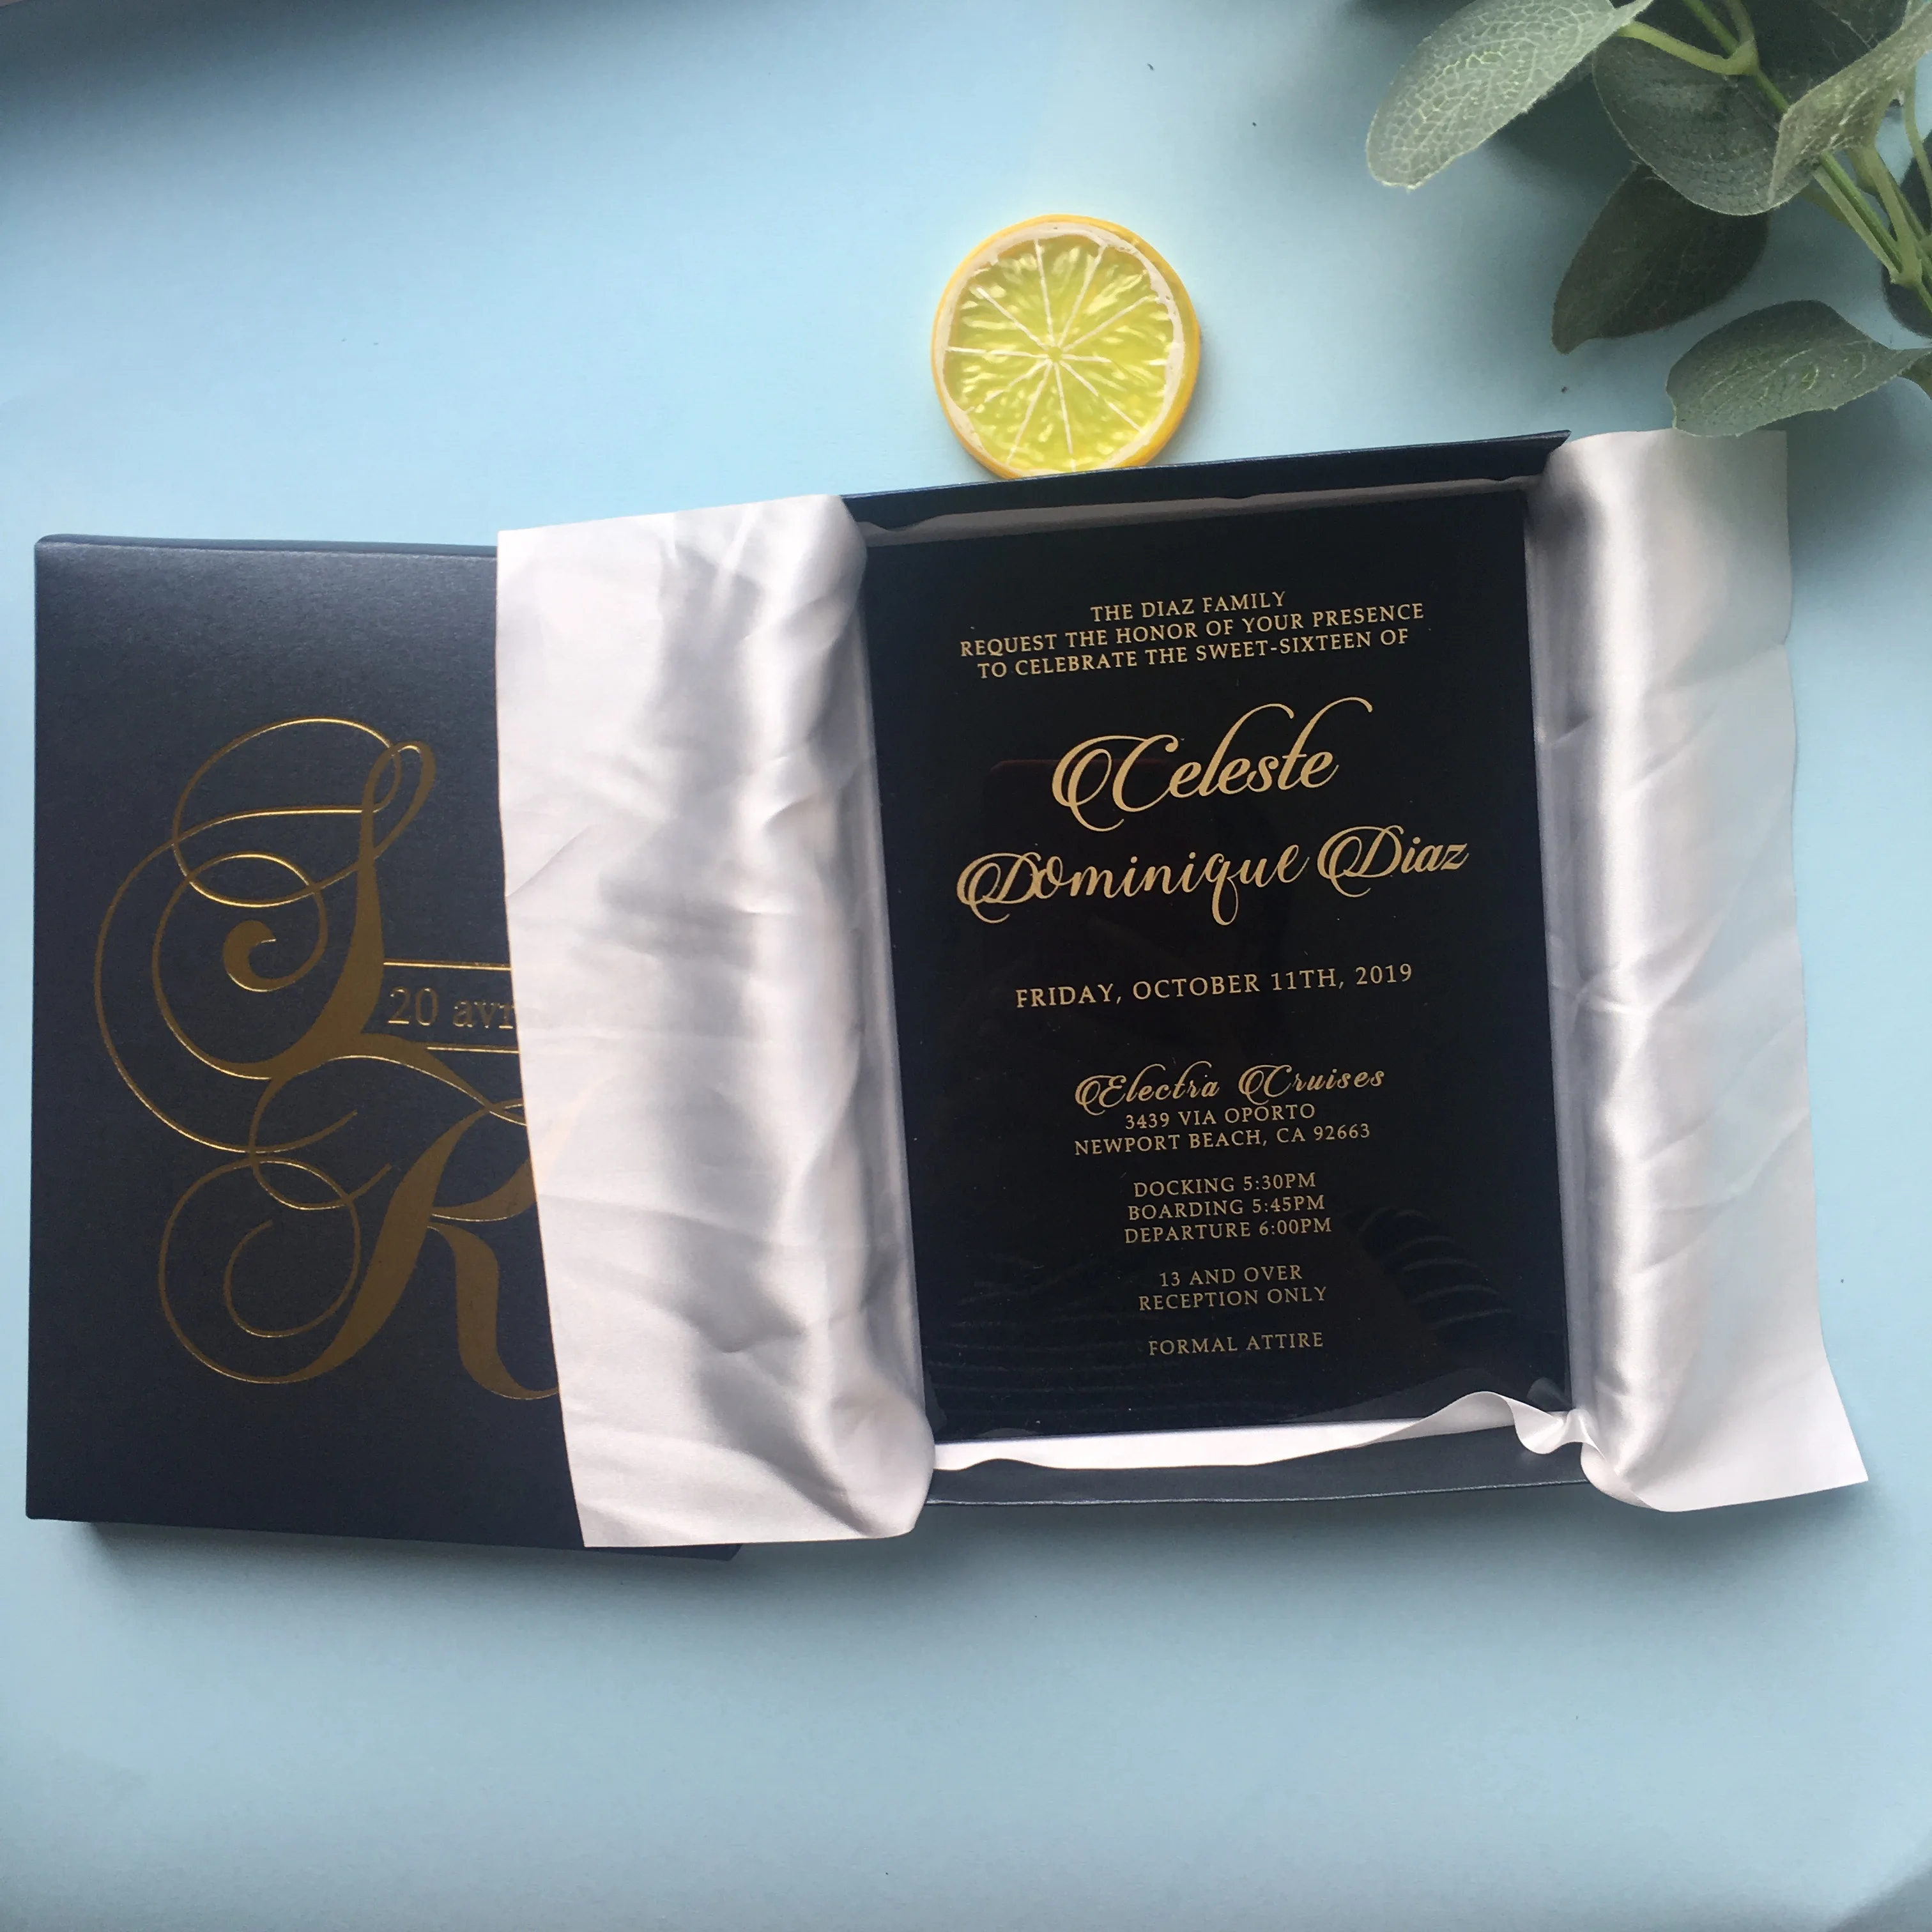 S
20
R
THE DIAZ FAMILY
REQUEST THE HONOR OF YOUR PRESENCE
TO CELEBRATE THE SWEET-SIXTEEN OF
Celeste
Dominique Diaz
FRIDAY, OCTOBER 11TH, 2019
Electra Cruises
3439 VIA OPORTO
NEWPORT BEACH, CA 92663
DOCKING 5:30PM
BOARDING 5:45PM
DEPARTURE 6:00PM
13 AND OVER
RECEPTION ONLY
FORMAL ATTIRE